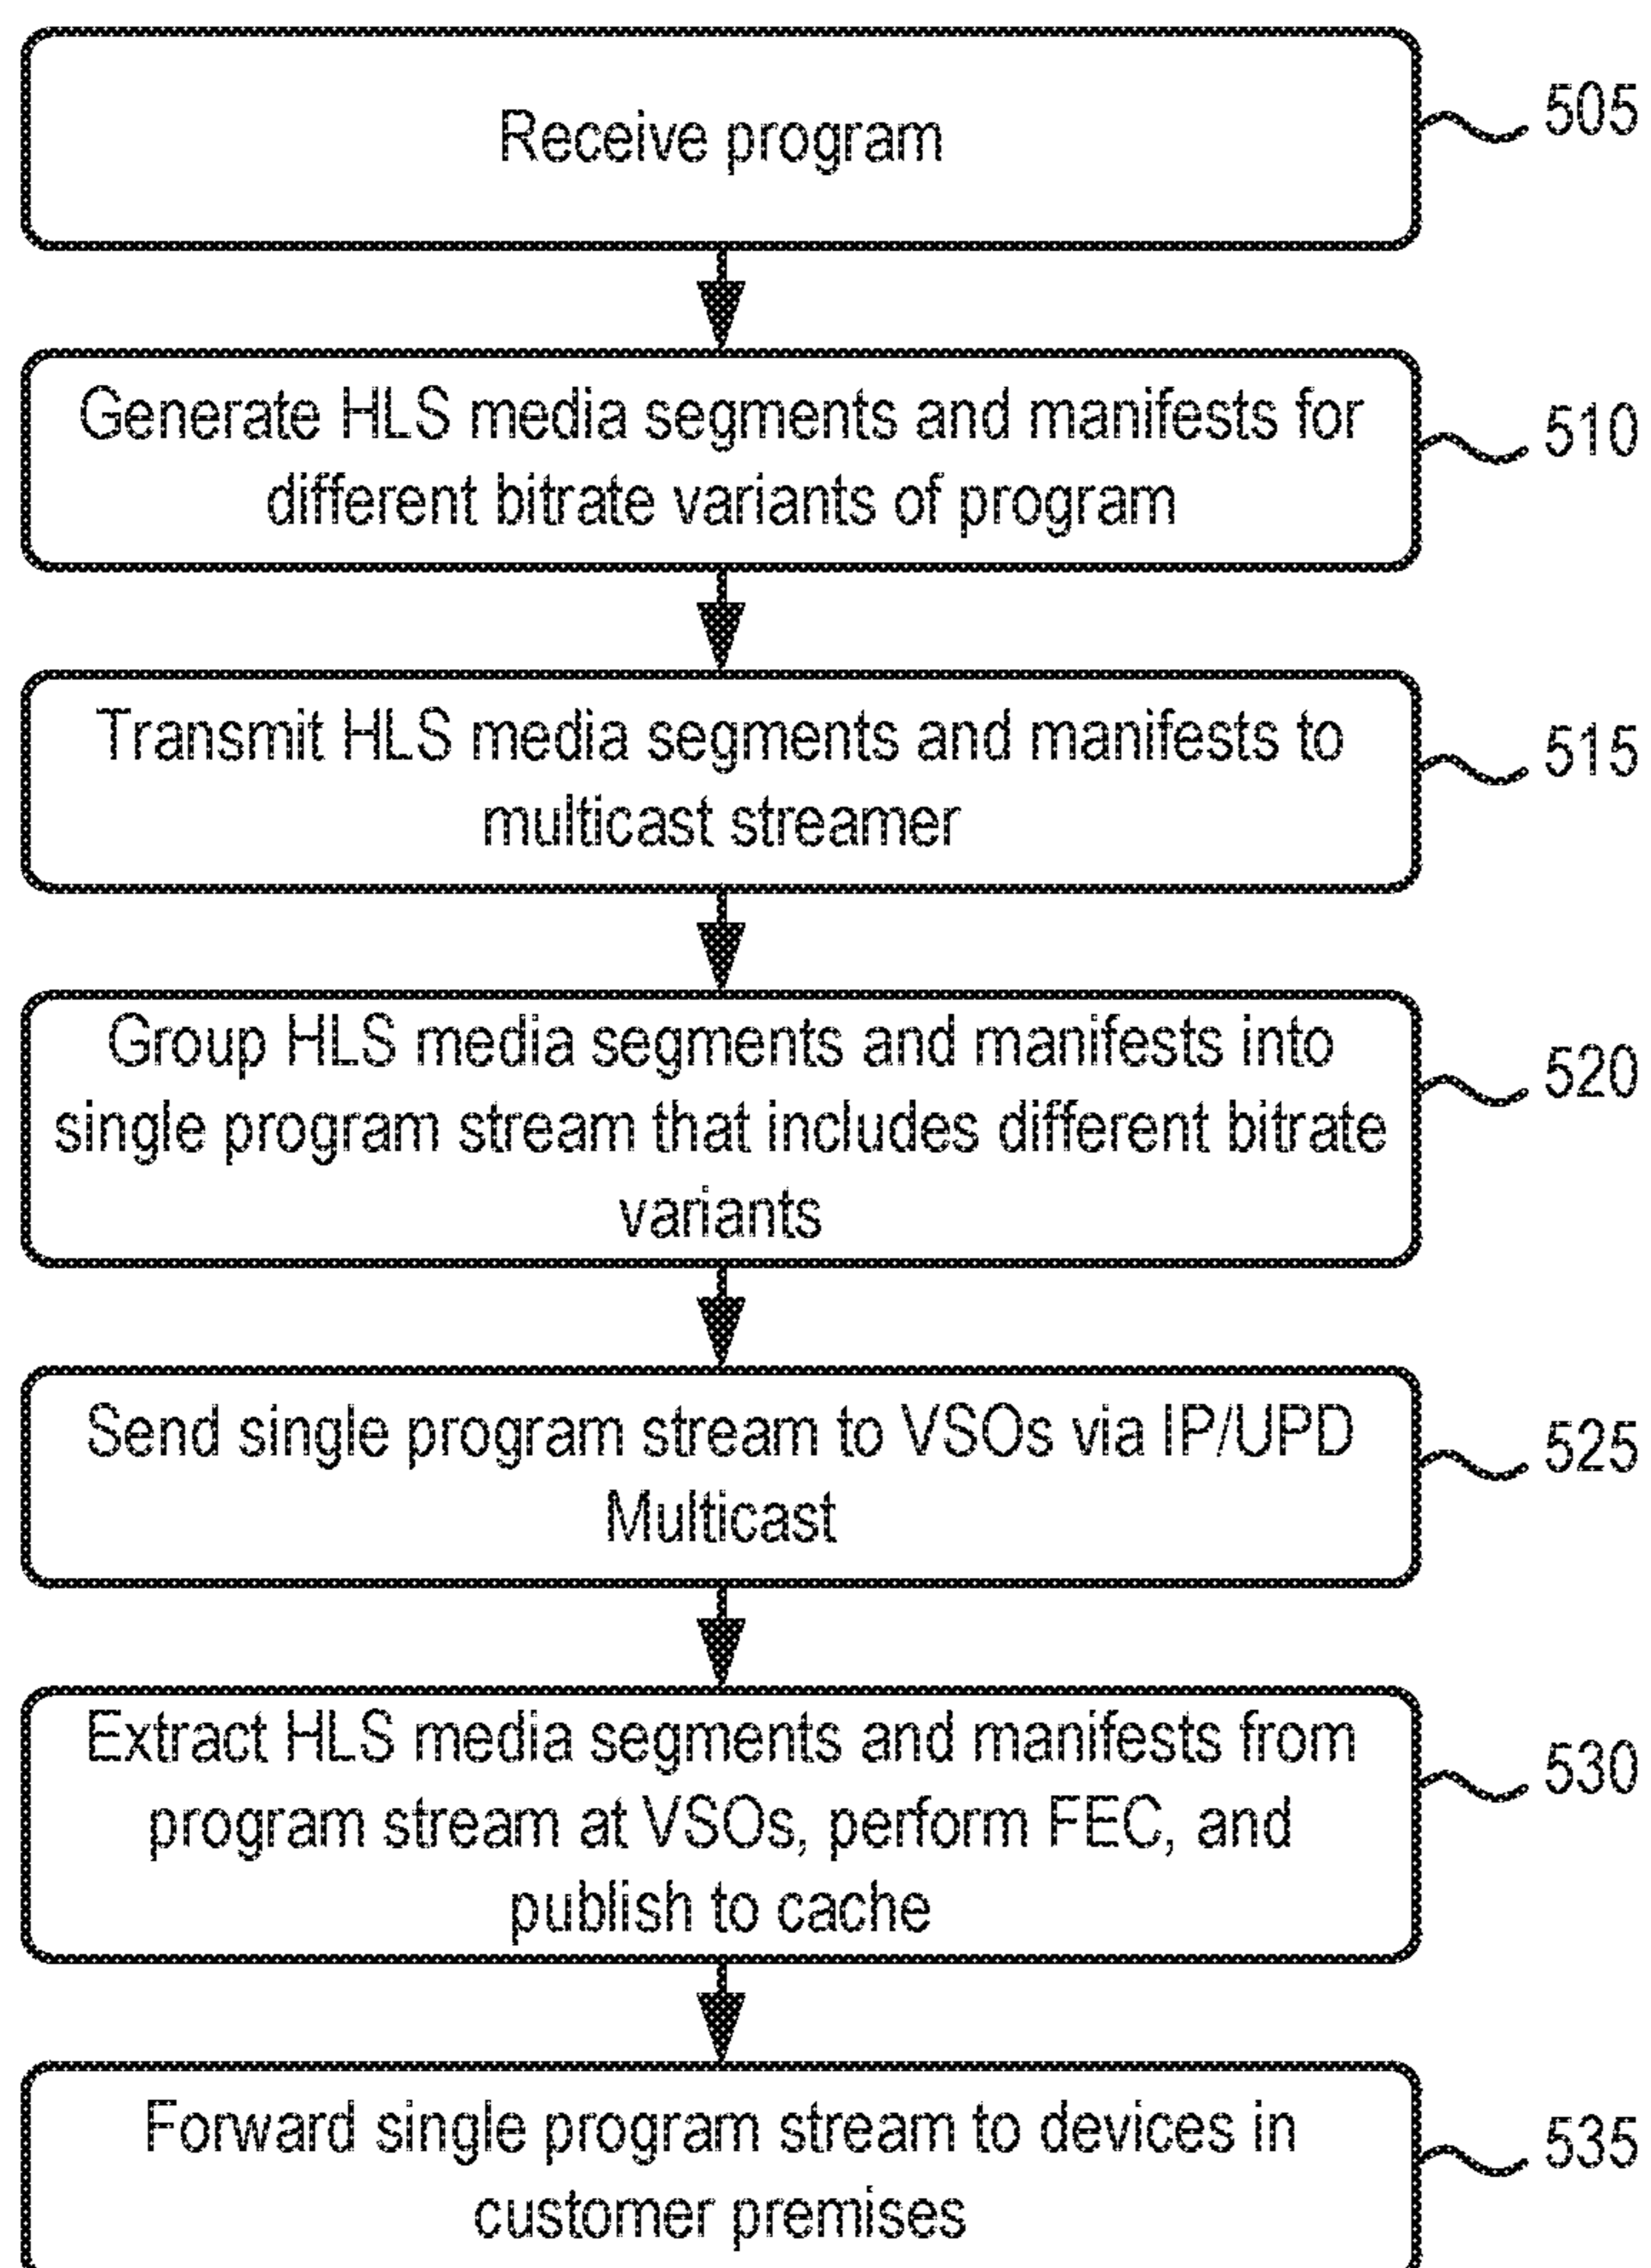 Receive program
505
Generate HLS media segments and manifests for
different bitrate variants of program
510
Transmit HLS media segments and manifests to
multicast streamer
515
Group HLS media segments and manifests into
single program stream that includes different bitrate
variants
520
Send single program stream to VSOs via IP/UPD
Multicast
525
Extract HLS media segments and manifests from
program stream at VSOs, perform FEC, and
publish to cache
530
Forward single program stream to devices in
customer premises
535